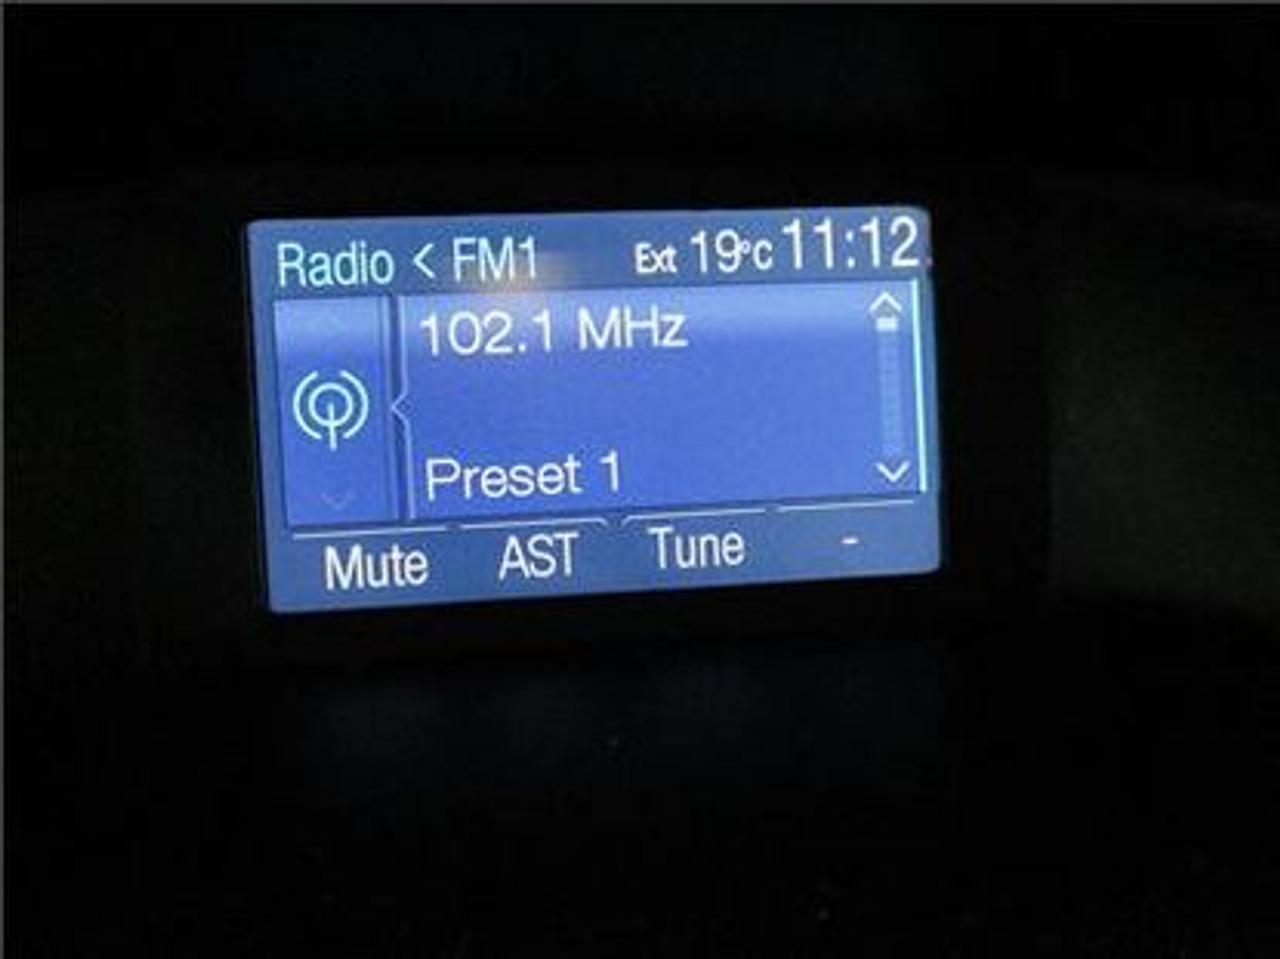 Radio < FM1 Ext 19°C 11:12
102.1 MHz
Preset 1
Mute AST Tune -